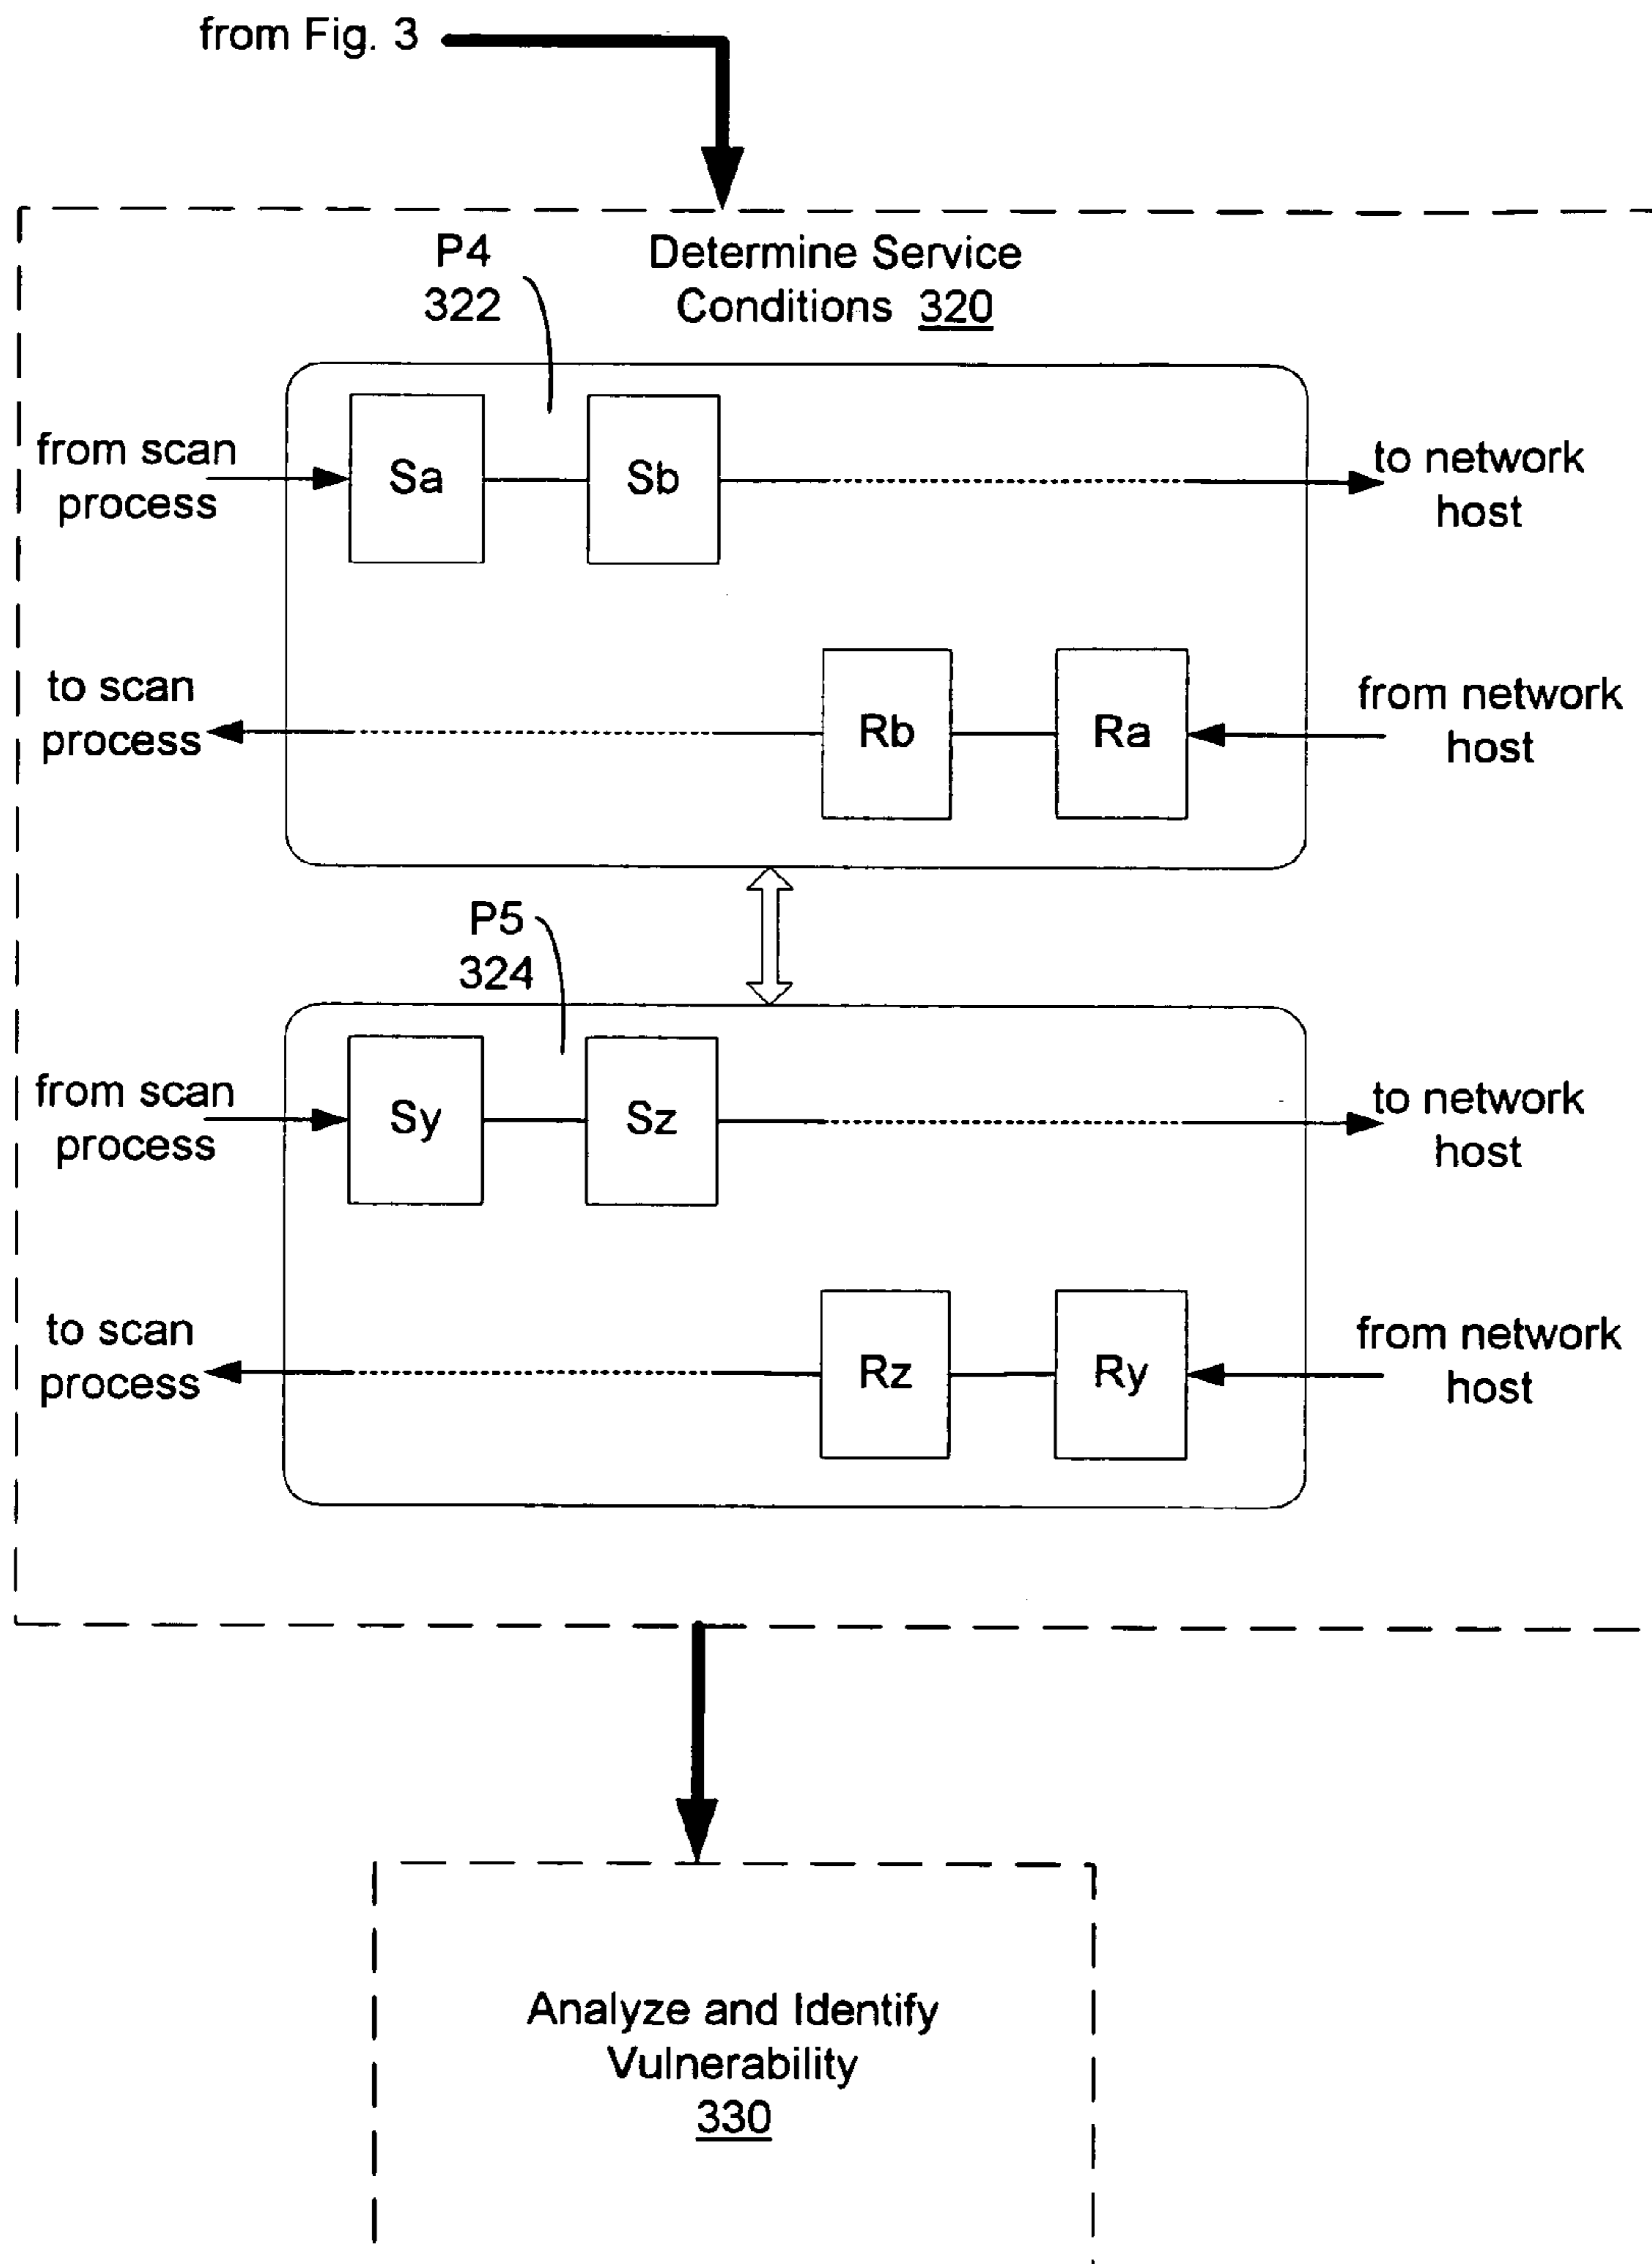 from Fig. 3
P4
322
Determine Service
Conditions 320
from scan
process
Sa
Sb
to network
host
to scan
process
Rb
Ra
from network
host
P5
324
from scan
process
Sy
Sz
to network
host
to scan
process
Rz
Ry
from network
host
Analyze and Identify
Vulnerability
330